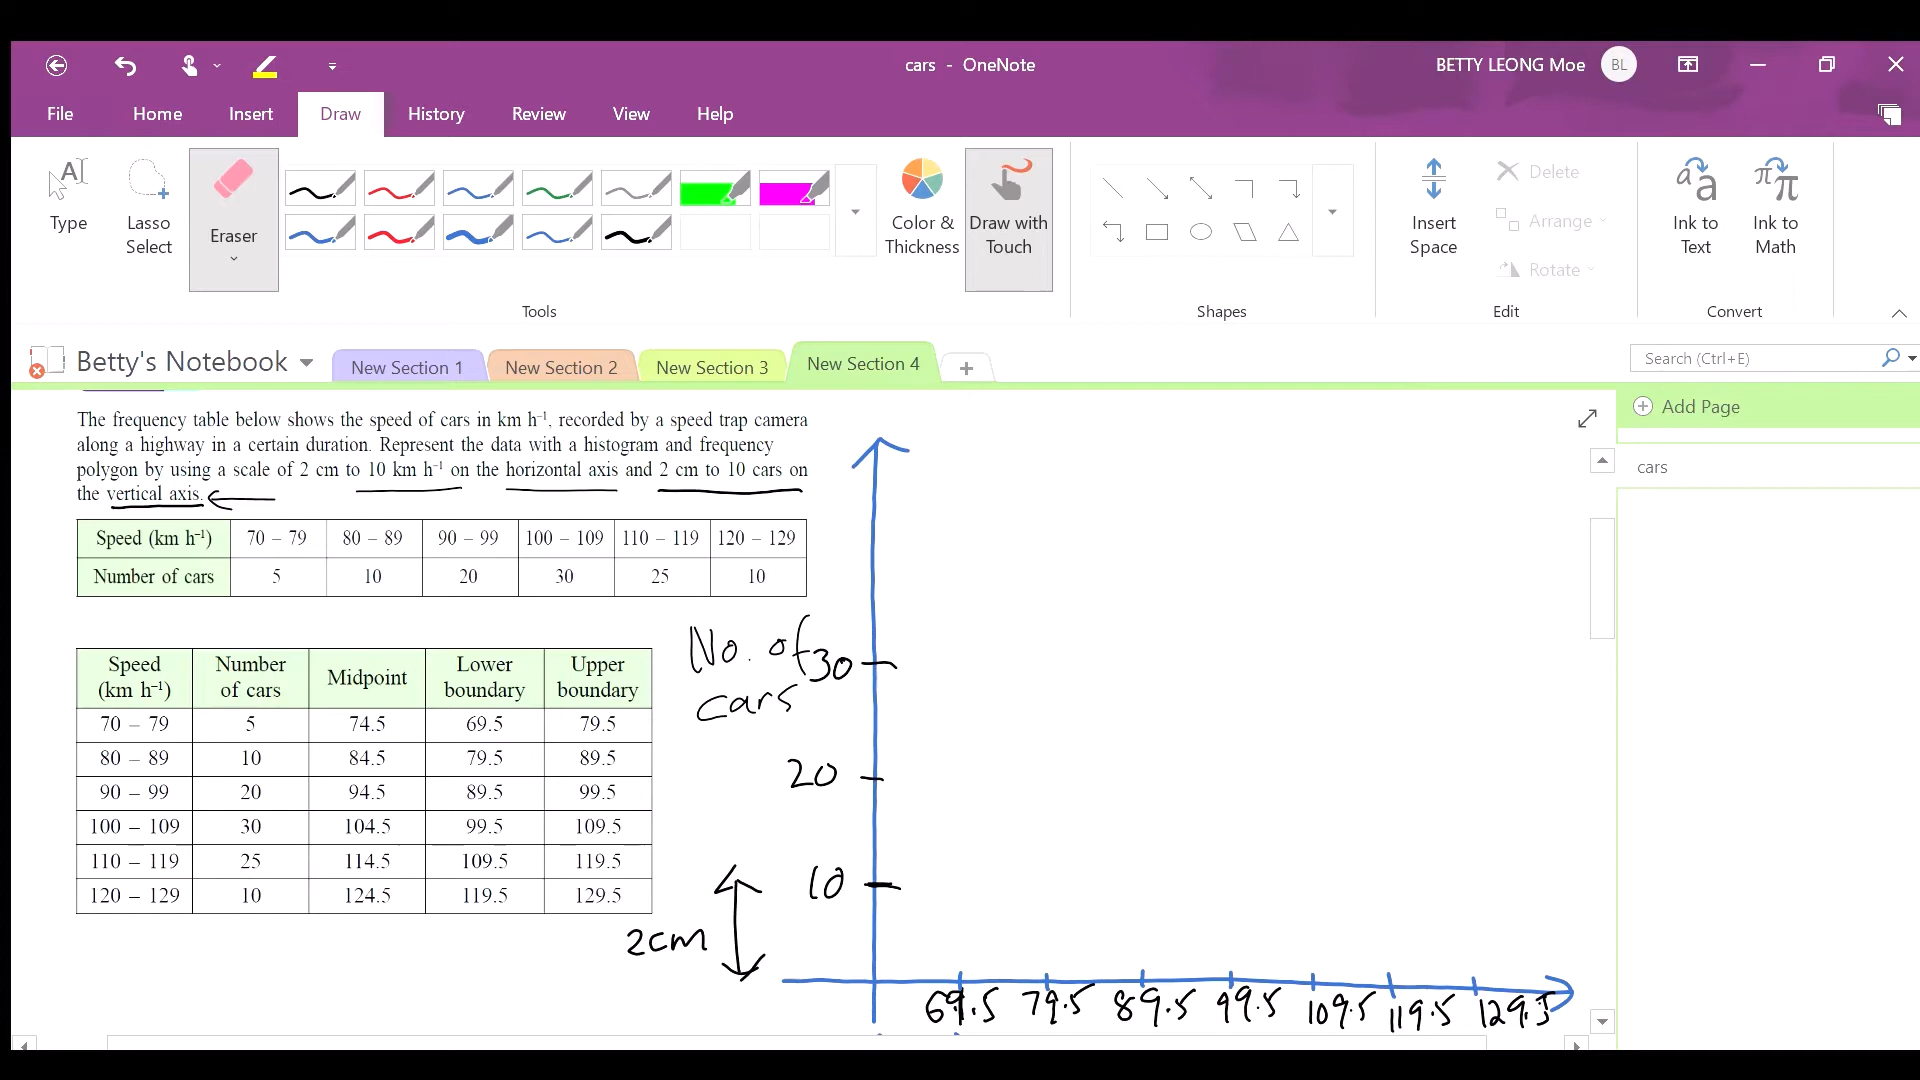 cars - OneNote
BETTY LEONG Moe
BL
File Home Insert Draw History Review View Help
Type
Lasso Select
Eraser
Color & Thickness
Draw with Touch
Insert Space
Delete
Arrange
Rotate
Ink to Text
Ink to Math
Tools
Shapes
Edit
Convert
Betty's Notebook
New Section 1
New Section 2
New Section 3
New Section 4
Search (Ctrl+E)
Add Page
cars
The frequency table below shows the speed of cars in km h⁻¹, recorded by a speed trap camera
along a highway in a certain duration. Represent the data with a histogram and frequency
polygon by using a scale of 2 cm to 10 km h⁻¹ on the horizontal axis and 2 cm to 10 cars on
the vertical axis.
Speed (km h⁻¹) 70 – 79 80 – 89 90 – 99 100 – 109 110 – 119 120 – 129
Number of cars 5 10 20 30 25 10
Speed (km h⁻¹) Number of cars Midpoint Lower boundary Upper boundary
70 – 79 5 74.5 69.5 79.5
80 – 89 10 84.5 79.5 89.5
90 – 99 20 94.5 89.5 99.5
100 – 109 30 104.5 99.5 109.5
110 – 119 25 114.5 109.5 119.5
120 – 129 10 124.5 119.5 129.5
No. of
cars
30
20
10
2cm
69.5 79.5 89.5 99.5 109.5 119.5 129.5